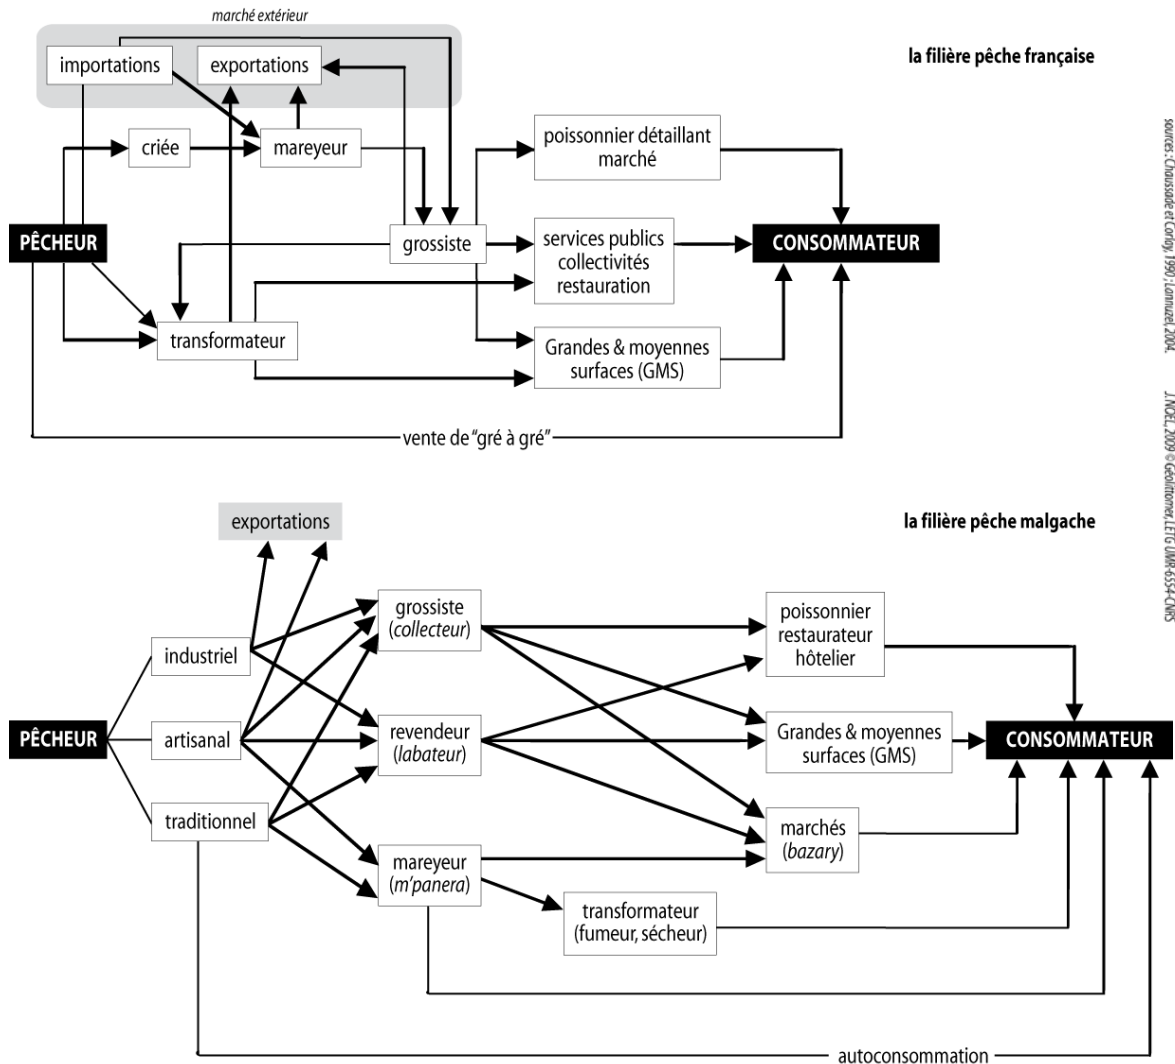 marché extérieur
importations
exportations
la filière pêche française
criée
mareyeur
poissonnier détaillant
marché
PÊCHEUR
grossiste
services publics
collectivités
restauration
CONSOMMATEUR
transformateur
Grandes & moyennes
surfaces (GMS)
vente de "gré à gré"
sources : Chaussade et Corlay, 1990 ; Lannuzel, 2004.
J.NOEL, 2009 © Géolittomer, LETG UMR-6554-CNRS
exportations
la filière pêche malgache
grossiste
(collecteur)
poissonnier
restaurateur
hôtelier
industriel
PÊCHEUR
artisanal
revendeur
(labateur)
Grandes & moyennes
surfaces (GMS)
CONSOMMATEUR
traditionnel
marchés
(bazary)
mareyeur
(m'panera)
transformateur
(fumeur, sécheur)
autoconsommation